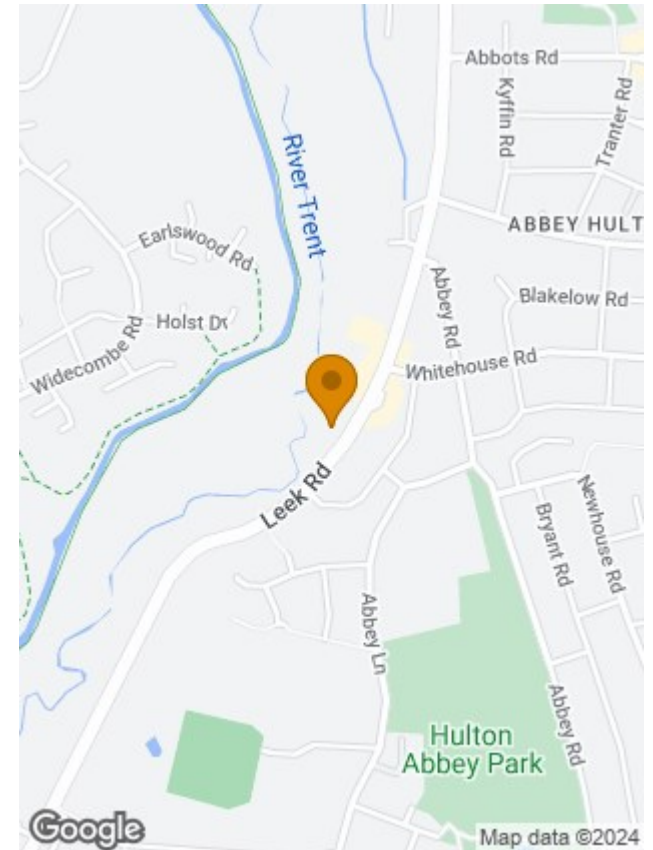 Abbots Rd
Kyffin Rd
Tranter Rd
River Trent
ABBEY HULT
Earlswood Rd
Abbey Rd
Blakelow Rd
Holst Dr
Widecombe Rd
Whitehouse Rd
Leek Rd
Newhouse Rd
Bryant Rd
Abbey Ln
Abbey Rd
Hulton
Abbey Park
Google
Map data ©2024